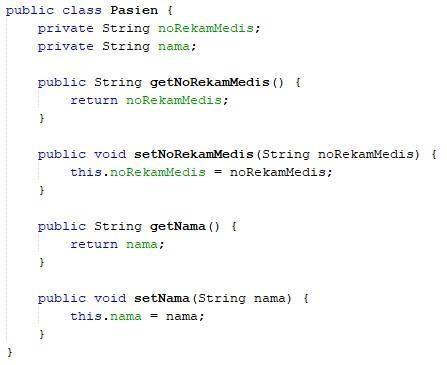 public class Pasien {
    private String noRekamMedis;
    private String nama;

    public String getNoRekamMedis() {
        return noRekamMedis;
    }

    public void setNoRekamMedis(String noRekamMedis) {
        this.noRekamMedis = noRekamMedis;
    }

    public String getNama() {
        return nama;
    }

    public void setNama(String nama) {
        this.nama = nama;
    }
}